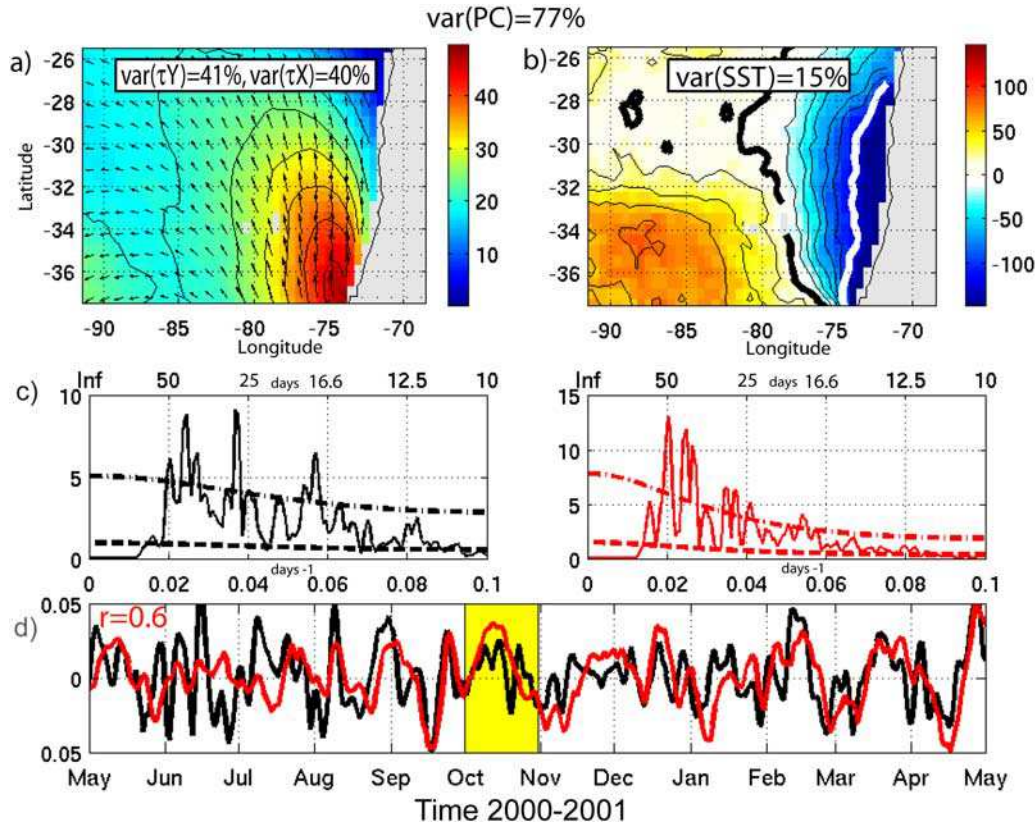 var(PC)=77%
a)
var(τY)=41%, var(τX)=40%
-26
-28
-30
-32
-34
-36
Latitude
-90 -85 -80 -75 -70
Longitude
40
30
20
10
b)
var(SST)=15%
-26
-28
-30
-32
-34
-36
-90 -85 -80 -75 -70
Longitude
100
50
0
-50
-100
c)
Inf 50 25 days 16.6 12.5 10
10
5
0
0 0.02 0.04 0.06 0.08 0.1
days -1
Inf 50 25 days 16.6 12.5 10
15
10
5
0
0 0.02 0.04 0.06 0.08 0.1
days -1
d)
r=0.6
0.05
0
0.05
May Jun Jul Aug Sep Oct Nov Dec Jan Feb Mar Apr May
Time 2000-2001